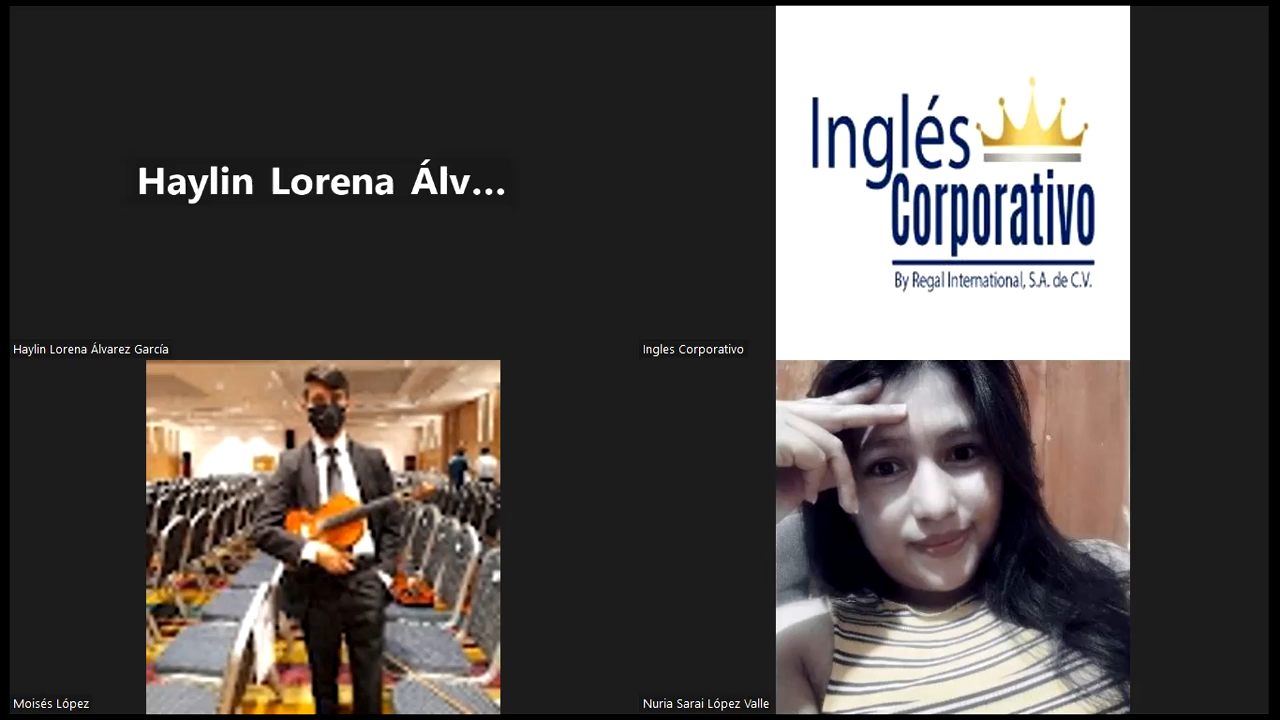 Haylin Lorena Álv...
Inglés
Corporativo
By Regal International, S.A. de C.V.
Haylin Lorena Álvarez García
Ingles Corporativo
Moisés López
Nuria Sarai López Valle